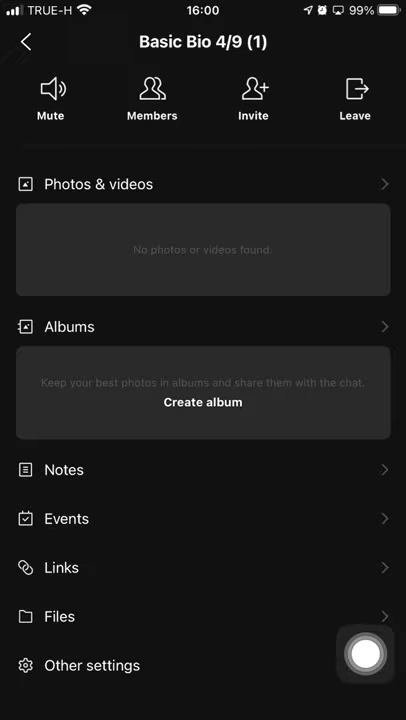 TRUE-H 16:00 99%
Basic Bio 4/9 (1)
Mute Members Invite Leave
Photos & videos
No photos or videos found.
Albums
Keep your best photos in albums and share them with the chat.
Create album
Notes
Events
Links
Files
Other settings